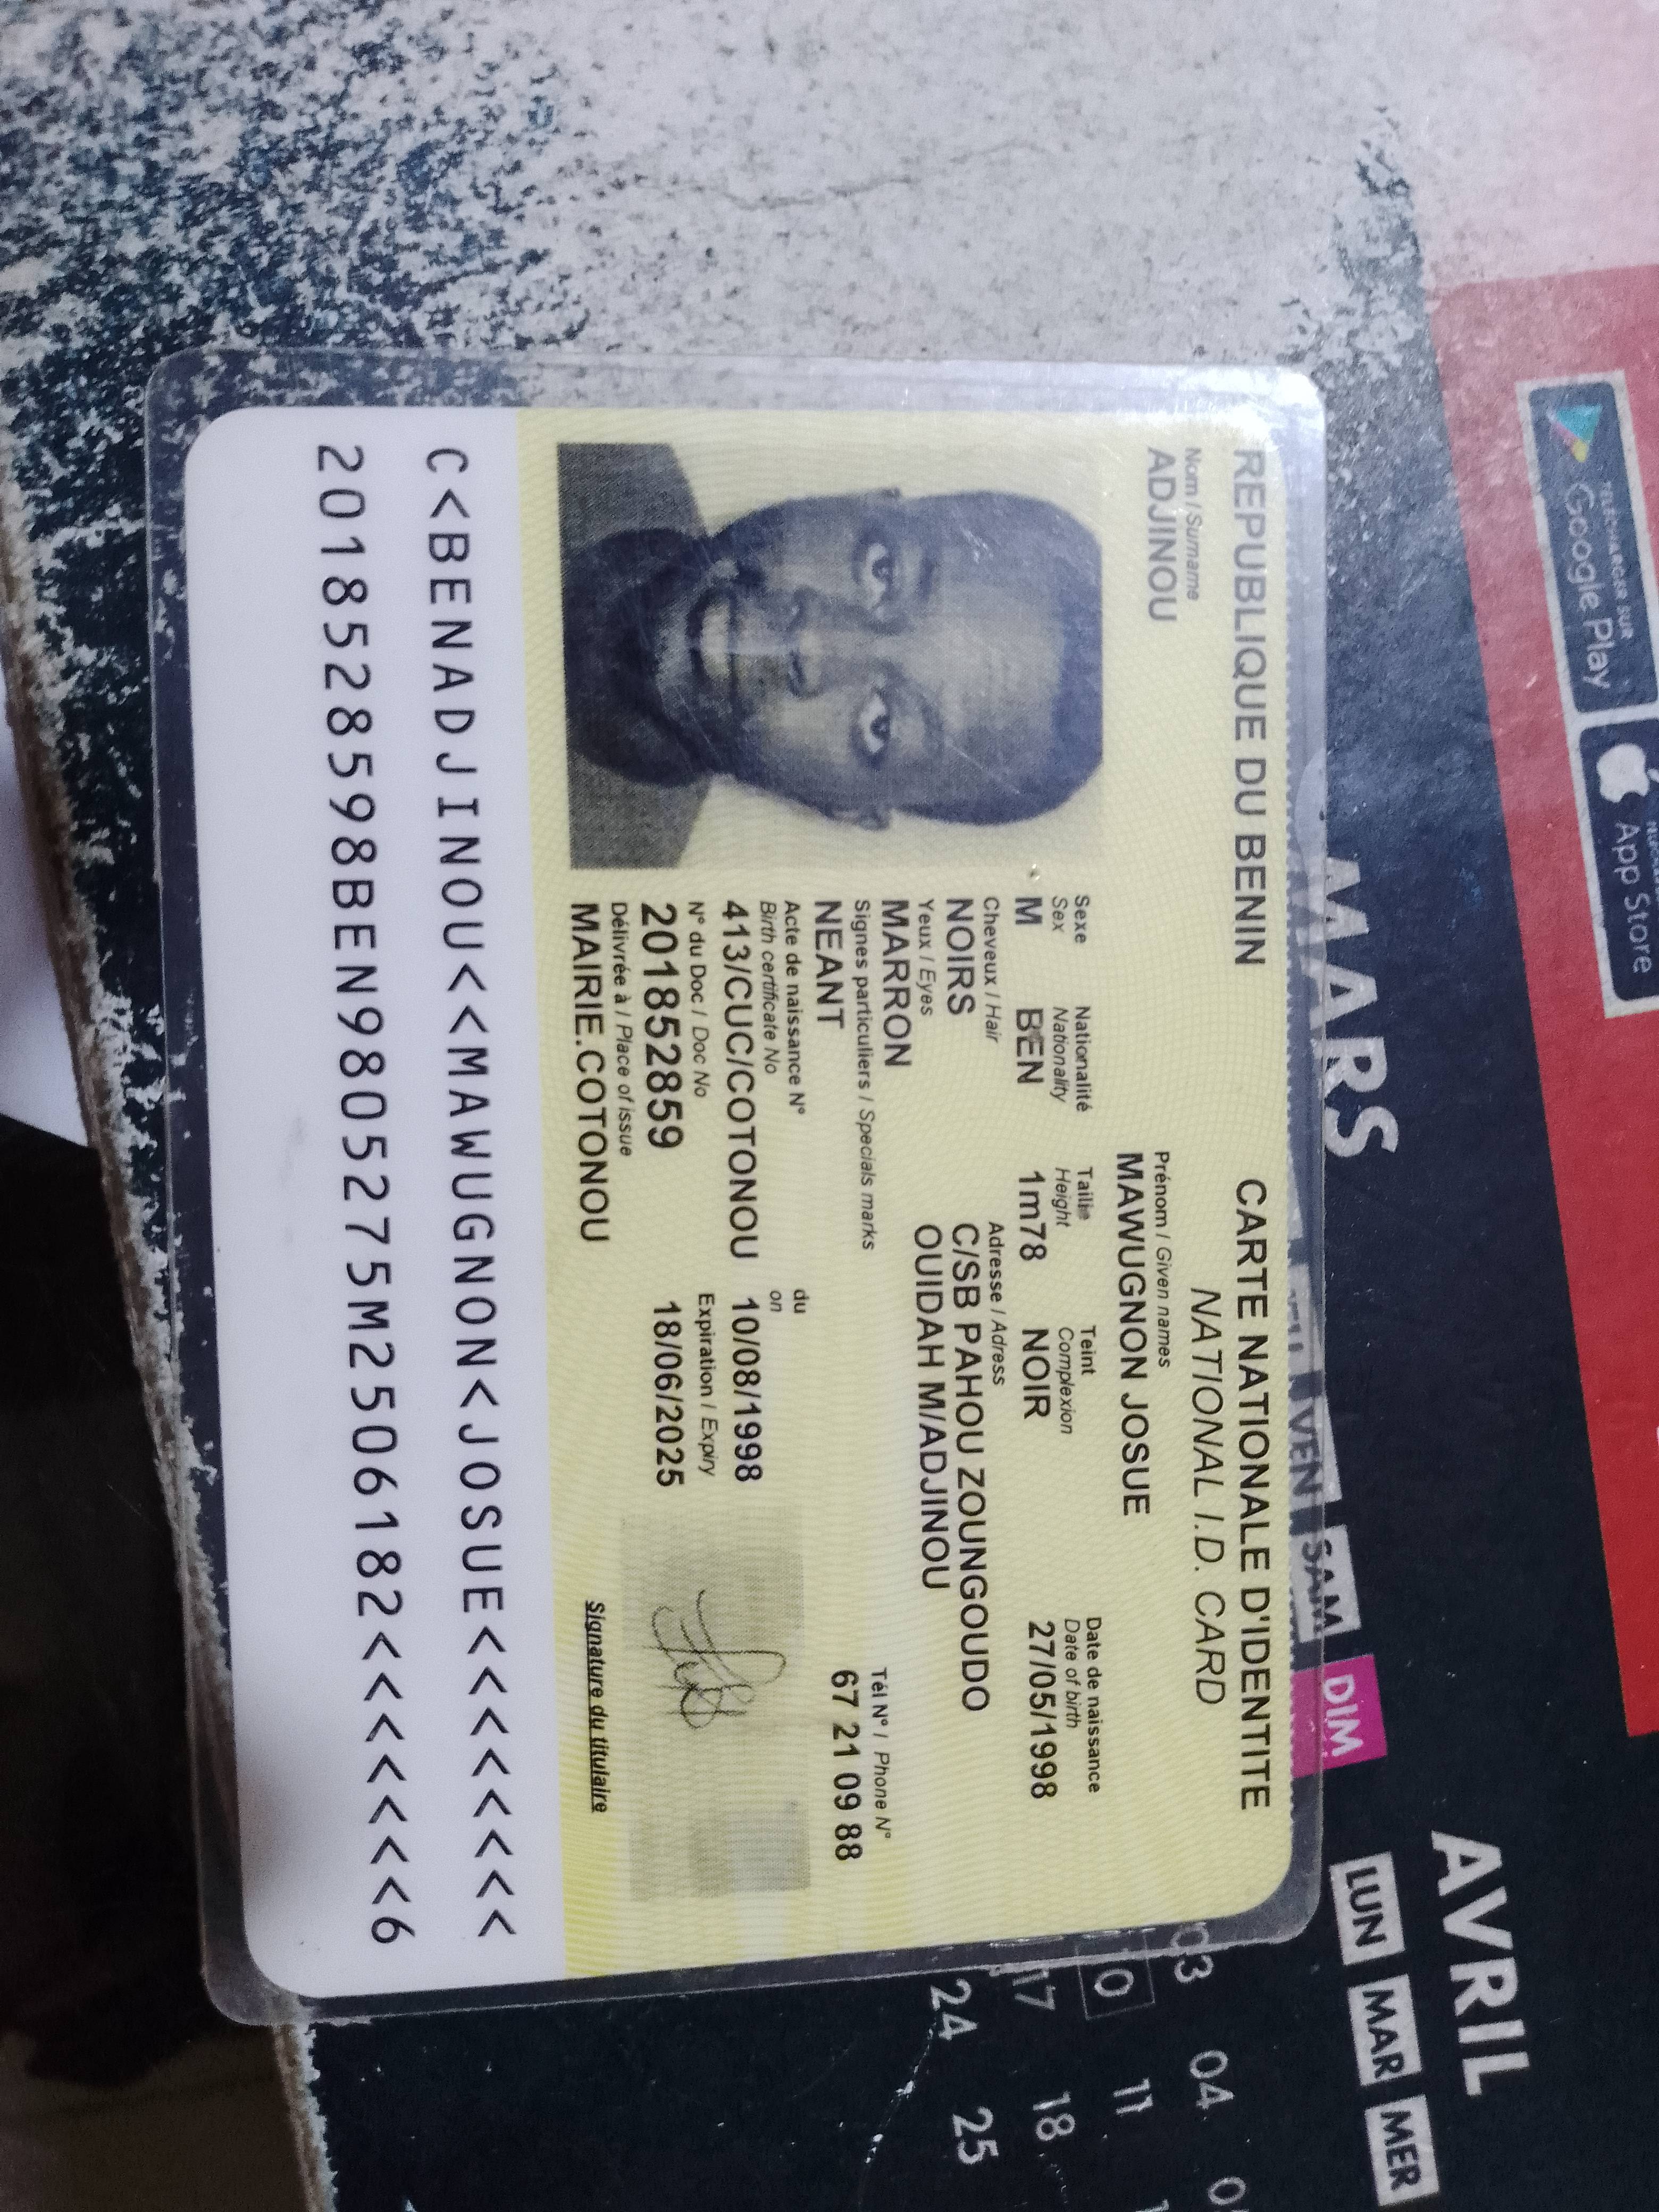 REPUBLIQUE DU BENIN
CARTE NATIONALE D'IDENTITE
NATIONAL I.D. CARD
Nom / Surname
ADJINOU
Prénom / Given names
MAWUGNON JOSUE
Sexe Nationalité Taille Teint Date de naissance
Sex Nationality Height Complexion Date of birth
M BEN 1m78 NOIR 27/05/1998
Cheveux / Hair
NOIRS
Adresse / Adress
C/SB PAHOU ZOUNGOUDO
OUIDAH M/ADJINOU
Yeux / Eyes
MARRON
Signes particuliers / Specials marks
NEANT
Tél N° / Phone N°
67 21 09 88
Acte de naissance N° du
Birth certificate No on
413/CUC/COTONOU 10/08/1998
N° du Doc / Doc No
2018528​59
Expiration / Expiry
18/06/2025
Délivrée à / Place of issue
MAIRIE.COTONOU
Signature du titulaire
C<BENADJINOU<<MAWUGNON<JOSUE<<<<<<<<
2018528598BEN9805275M2506182<<<<<<<6
TÉLÉCHARGER SUR
Google Play
App Store
MARS
VEN SAM DIM
AVRIL
LUN MAR MER
03 04
11
17 18
24 25